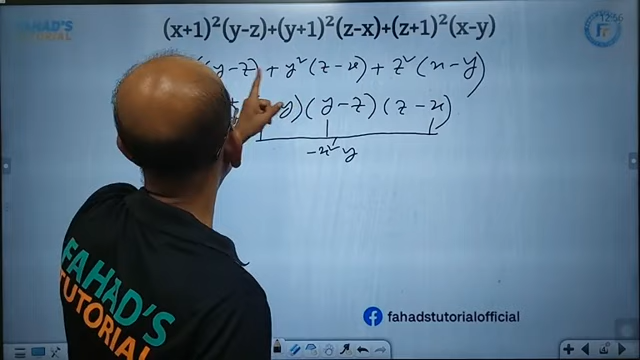 FAHAD'S
TUTORIAL
(x+1)²(y-z)+(y+1)²(z-x)+(z+1)²(x-y)
(y-z) + y²(z-x) + z²(x-y)
y)(y-z)(z-x)
-x²y
FAHAD'S
TUTORIAL
fahadstutorialofficial